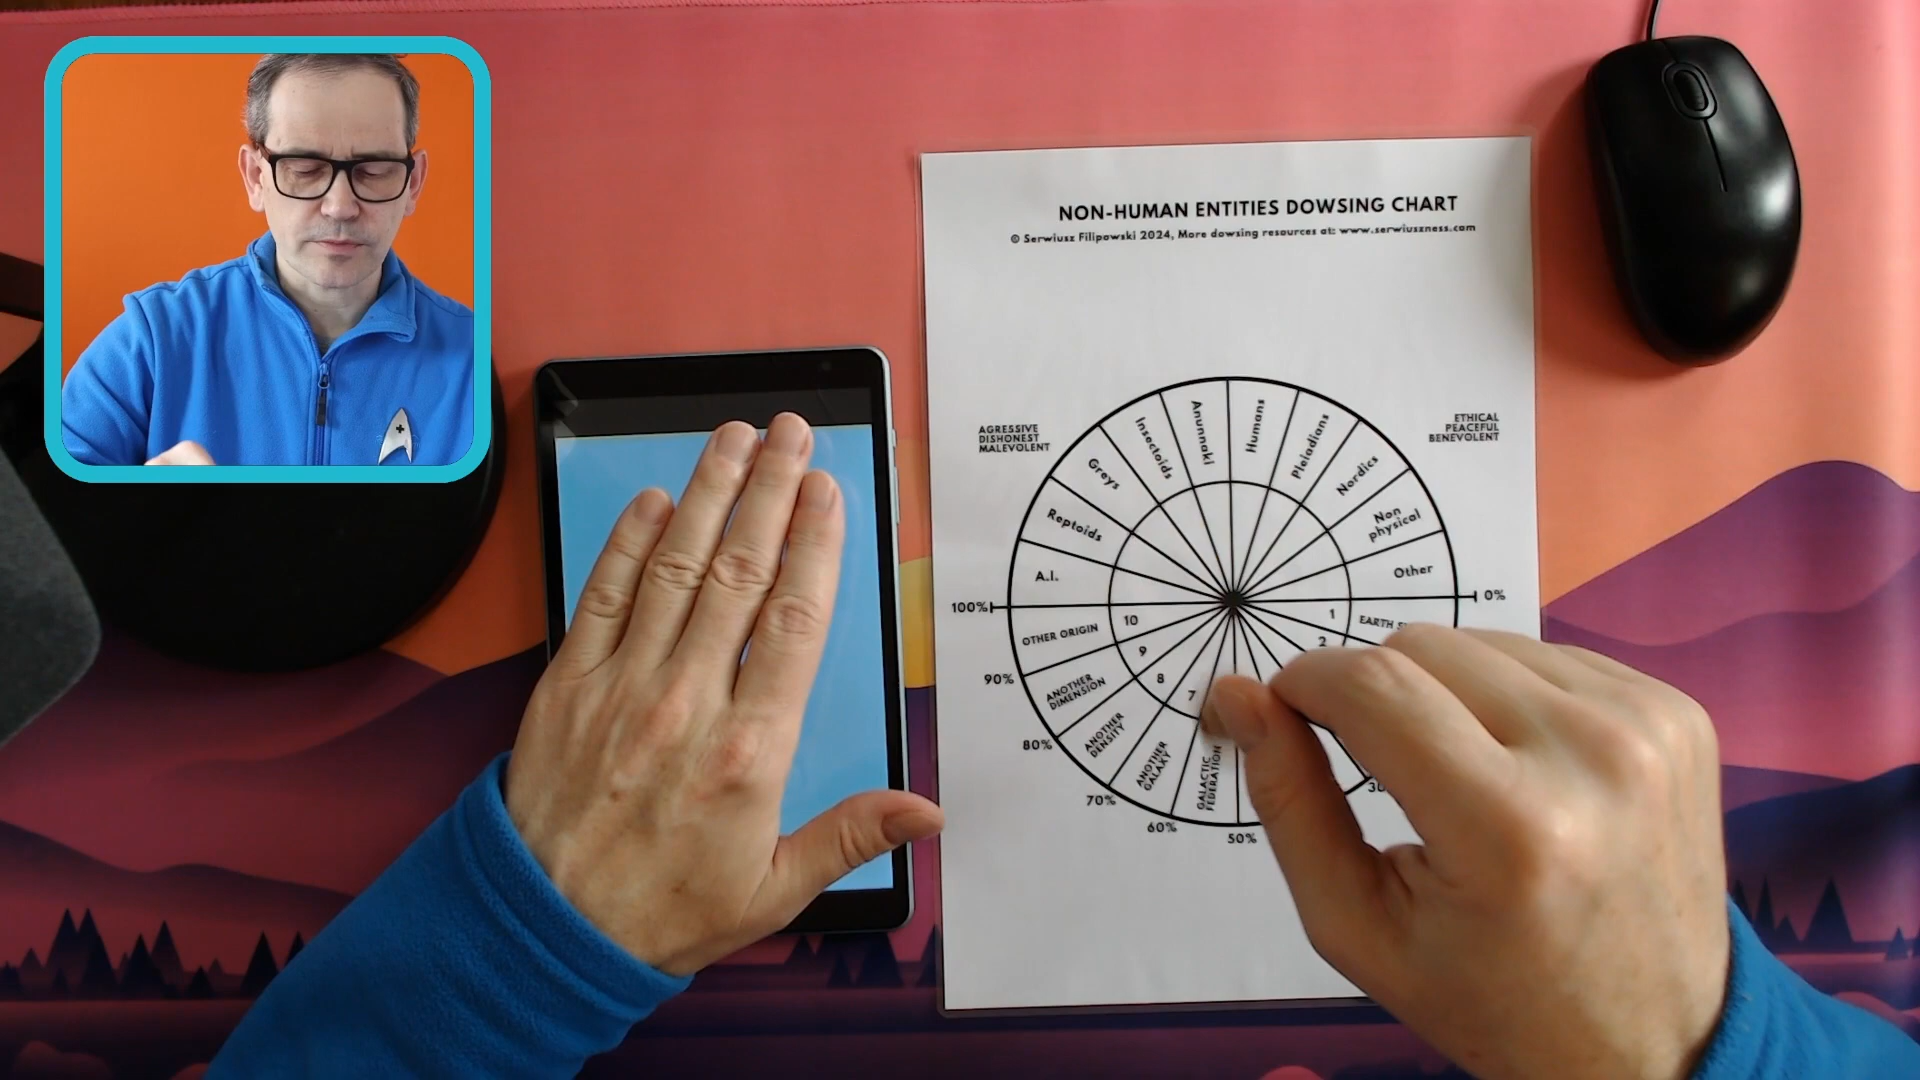 NON-HUMAN ENTITIES DOWSING CHART
© Serwiusz Filipowski 2024, More dowsing resources at: www.serwiuszness.com
AGRESSIVE
DISHONEST
MALEVOLENT
ETHICAL
PEACEFUL
BENEVOLENT
A.I.
Reptoids
Greys
Insectoids
Anunnaki
Humans
Pleiadians
Nordics
Non
physical
Other
100%
0%
10
1
OTHER ORIGIN
EARTH
9
2
90%
ANOTHER
DIMENSION
8
7
80%
ANOTHER
DENSITY
ANOTHER
GALAXY
GALACTIC
FEDERATION
70%
60%
50%